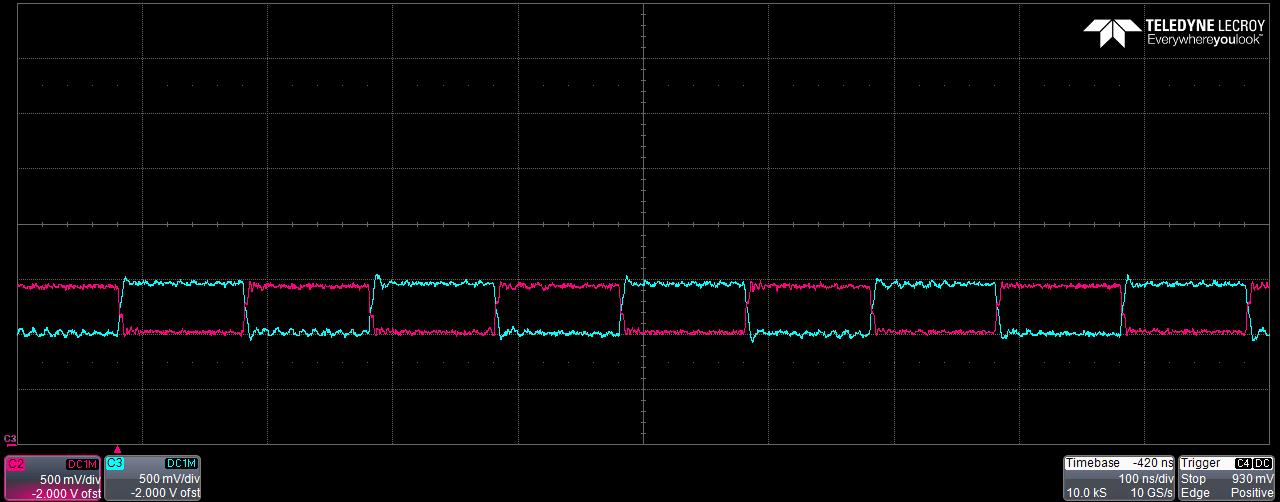 TELEDYNE LECROY
Everywhereyoulook™
C3
C2 DC1M
500 mV/div
-2.000 V ofst
C3 DC1M
500 mV/div
-2.000 V ofst
Timebase -420 ns
100 ns/div
10.0 kS 10 GS/s
Trigger C4 DC
Stop 930 mV
Edge Positive